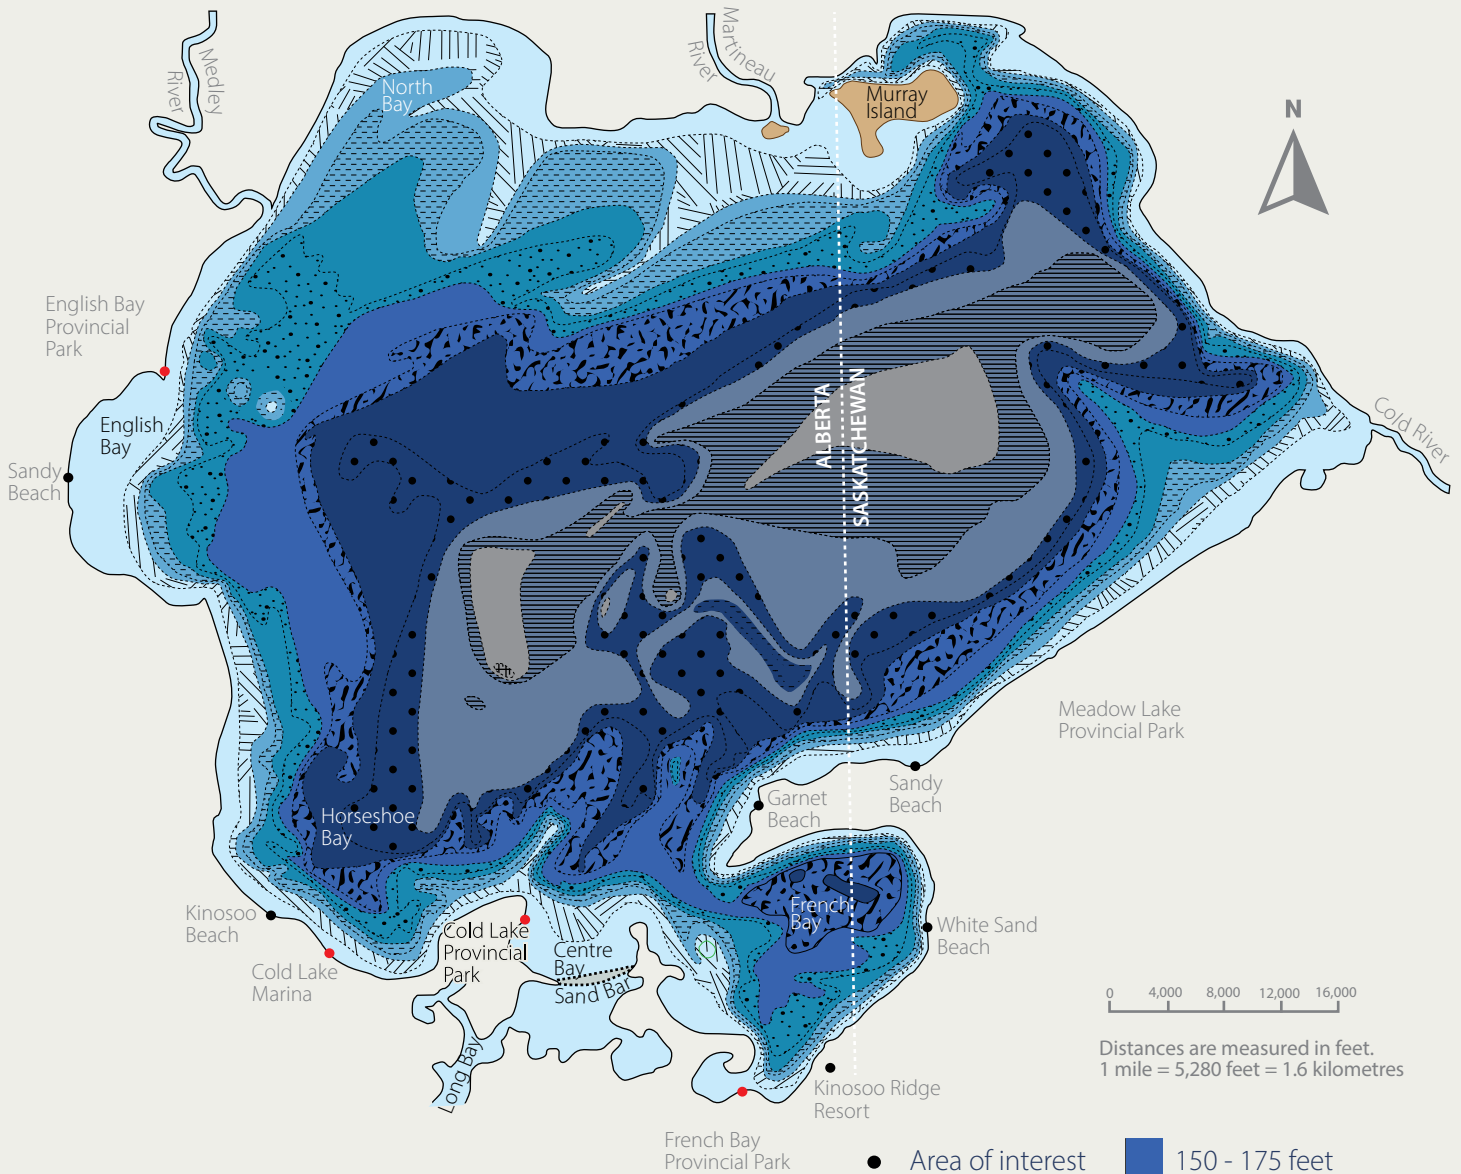 Medley
River
Martineau
River
North
Bay
Murray
Island
N
English Bay
Provincial
Park
English
Bay
Sandy
Beach
ALBERTA
SASKATCHEWAN
Cold River
Meadow Lake
Provincial Park
Sandy
Beach
Garnet
Beach
Horseshoe
Bay
Kinosoo
Beach
Cold Lake
Marina
Cold Lake
Provincial
Park
Centre
Bay
Sand Bar
Long Bay
French
Bay
White Sand
Beach
0 4,000 8,000 12,000 16,000
Distances are measured in feet.
1 mile = 5,280 feet = 1.6 kilometres
Kinosoo Ridge
Resort
French Bay
Provincial Park
Area of interest
150 - 175 feet